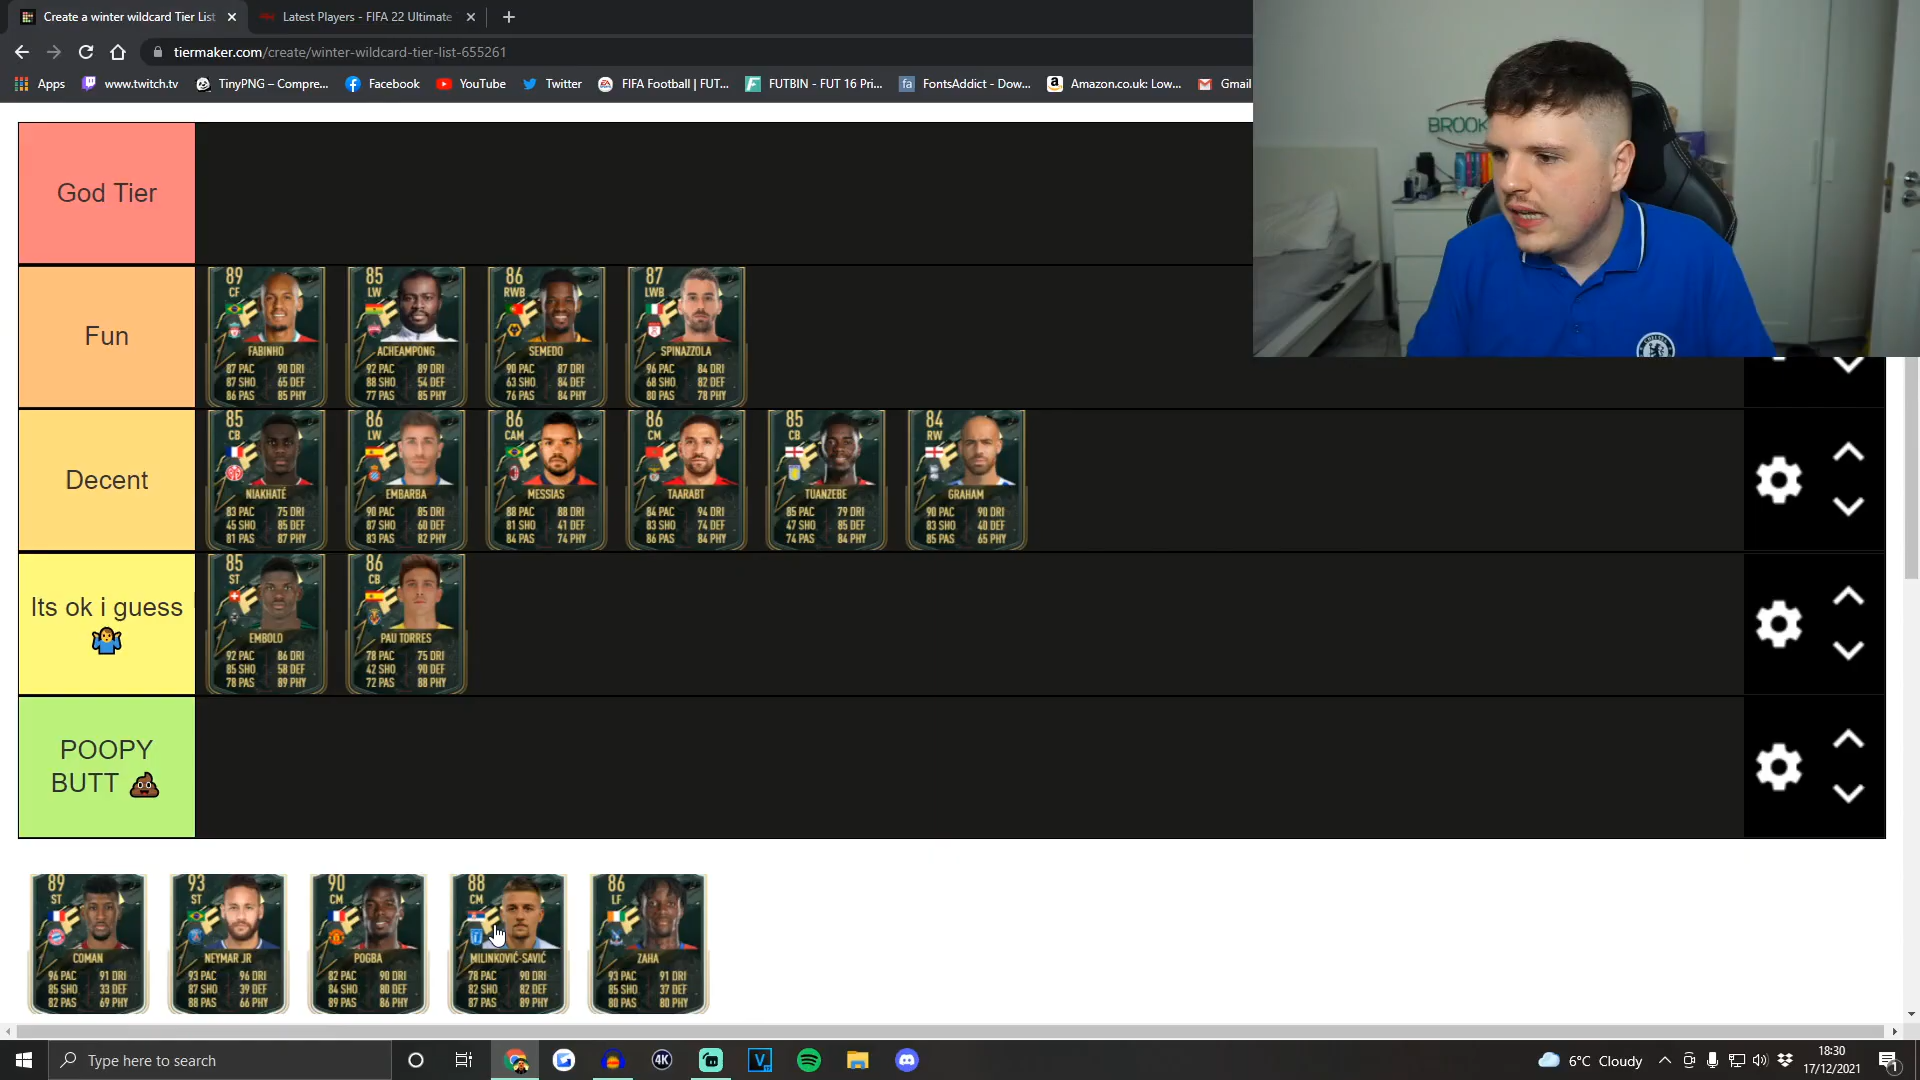 Create a winter wildcard Tier List
Latest Players - FIFA 22 Ultimate
tiermaker.com/create/winter-wildcard-tier-list-655261
Apps
www.twitch.tv
TinyPNG – Compre...
Facebook
YouTube
Twitter
FIFA Football | FUT...
FUTBIN - FUT 16 Pri...
FontsAddict - Dow...
Amazon.co.uk: Low...
Gmail
BROOK
God Tier
Fun
89 CF FABINHO
87 PAC 90 DRI
87 SHO 65 DEF
86 PAS 85 PHY
85 LW ACHEAMPONG
92 PAC 89 DRI
88 SHO 54 DEF
77 PAS 85 PHY
86 RWB SEMEDO
90 PAC 87 DRI
63 SHO 84 DEF
76 PAS 84 PHY
87 LWB SPINAZZOLA
96 PAC 84 DRI
68 SHO 82 DEF
80 PAS 78 PHY
Decent
85 CB NIAKHATÉ
83 PAC 75 DRI
45 SHO 85 DEF
81 PAS 87 PHY
86 LW EMBARBA
90 PAC 85 DRI
87 SHO 60 DEF
83 PAS 82 PHY
86 CAM MESSIAS
88 PAC 88 DRI
81 SHO 41 DEF
84 PAS 74 PHY
86 CM TAARABT
84 PAC 94 DRI
83 SHO 74 DEF
86 PAS 84 PHY
85 CB TUANZEBE
85 PAC 79 DRI
47 SHO 85 DEF
74 PAS 84 PHY
84 RW GRAHAM
90 PAC 90 DRI
83 SHO 40 DEF
85 PAS 65 PHY
Its ok i guess
🤷‍♂️
85 ST EMBOLO
92 PAC 86 DRI
85 SHO 58 DEF
78 PAS 89 PHY
86 CB PAU TORRES
78 PAC 75 DRI
42 SHO 90 DEF
72 PAS 88 PHY
POOPY
BUTT 💩
89 ST COMAN
96 PAC 91 DRI
85 SHO 33 DEF
82 PAS 69 PHY
93 ST NEYMAR JR
93 PAC 96 DRI
87 SHO 39 DEF
88 PAS 66 PHY
90 CM POGBA
82 PAC 90 DRI
84 SHO 80 DEF
89 PAS 86 PHY
88 CM MILINKOVIĆ-SAVIĆ
78 PAC 90 DRI
82 SHO 82 DEF
87 PAS 89 PHY
86 LF ZAHA
93 PAC 91 DRI
85 SHO 37 DEF
80 PAS 80 PHY
Type here to search
4K
V
6°C Cloudy
18:30
17/12/2021
1